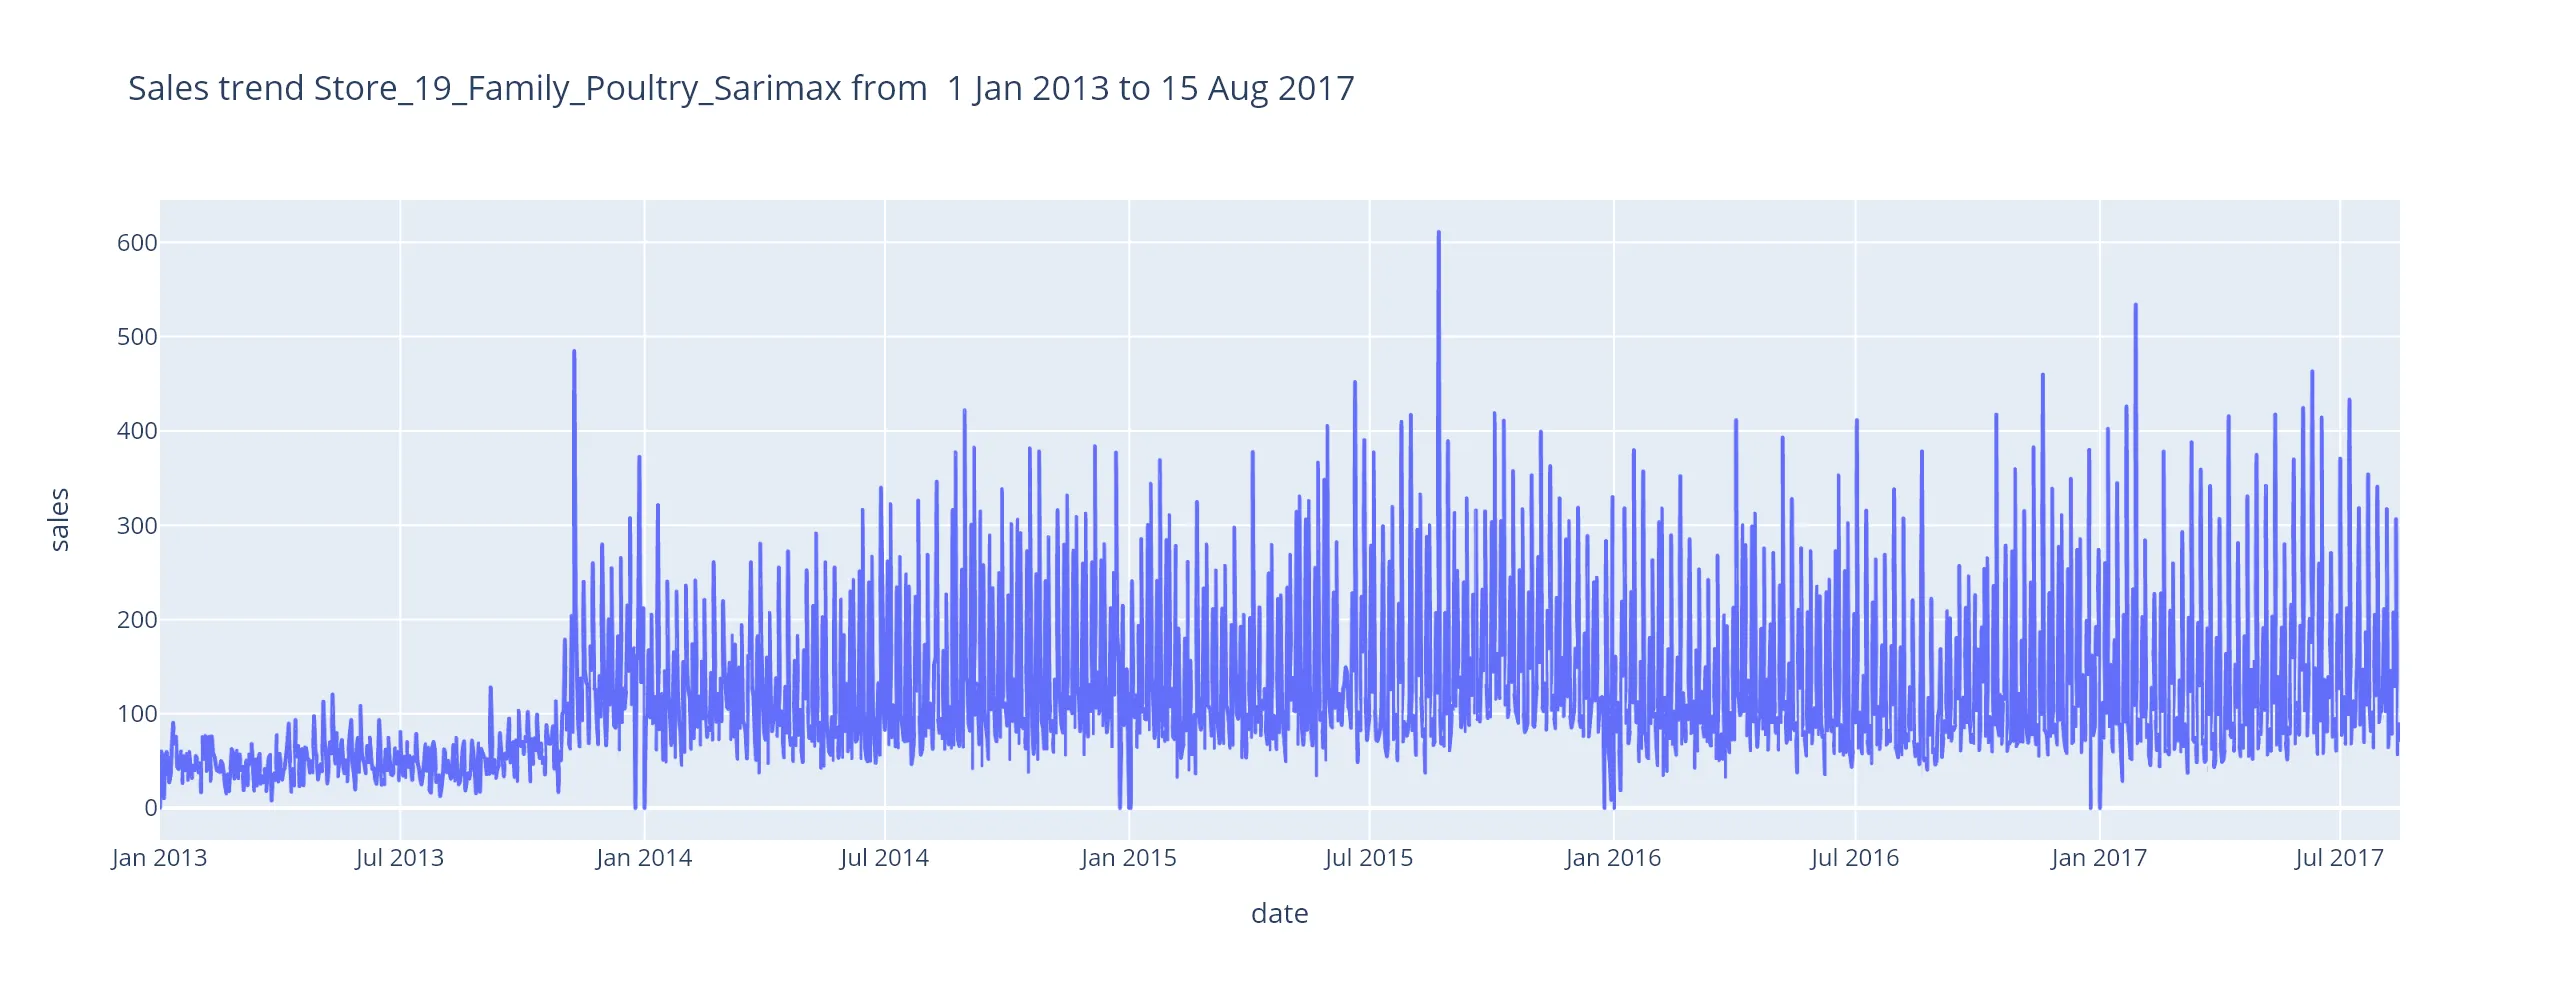 Sales trend Store_19_Family_Poultry_Sarimax from  1 Jan 2013 to 15 Aug 2017
600
500
400
300
200
100
0
sales
Jan 2013 Jul 2013 Jan 2014 Jul 2014 Jan 2015 Jul 2015 Jan 2016 Jul 2016 Jan 2017 Jul 2017
date